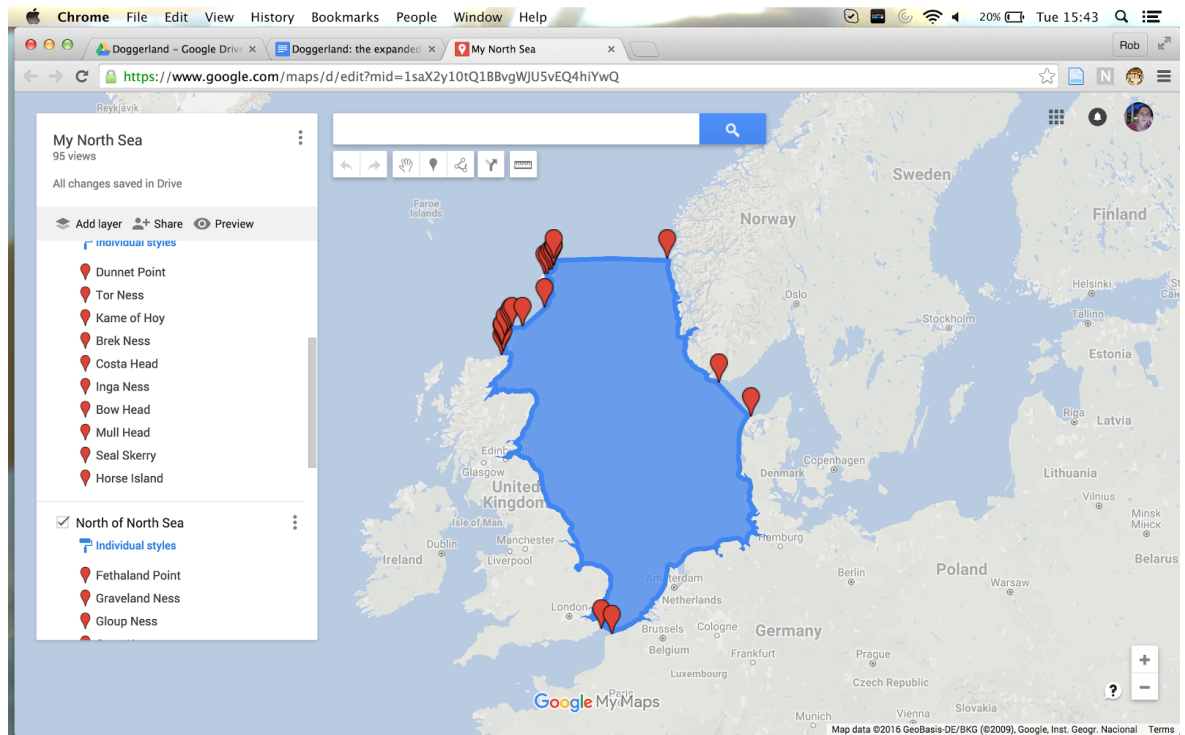 Chrome File Edit View History Bookmarks People Window Help 20% Tue 15:43
Doggerland – Google Drive Doggerland: the expanded My North Sea Rob
https://www.google.com/maps/d/edit?mid=1saX2y10tQ1BBvgWJU5vEQ4hiYwQ
Reykjavik
My North Sea
95 views
All changes saved in Drive
Add layer Share Preview
Individual styles
Dunnet Point
Tor Ness
Kame of Hoy
Brek Ness
Costa Head
Inga Ness
Bow Head
Mull Head
Seal Skerry
Horse Island
North of North Sea
Individual styles
Fethaland Point
Graveland Ness
Gloup Ness
Faroe
Islands
Sweden
Norway
Finland
Helsinki
Oslo
Tallinn
Stockholm
Estonia
Riga
Latvia
Edinb
Glasgow
United
Kingdom
Copenhagen
Denmark
Lithuania
Vilnius
Isle of Man
Minsk
Мінск
Dublin
Ireland
Manchester
Liverpool
Hamburg
Belarus
Amsterdam
Berlin
Poland
Warsaw
London
Netherlands
Brussels
Cologne
Belgium
Germany
Frankfurt
Prague
Luxembourg
Czech Republic
Paris
Google My Maps
Munich
Vienna
Slovakia
N
?
+
−
Map data ©2016 GeoBasis-DE/BKG (©2009), Google, Inst. Geogr. Nacional Terms